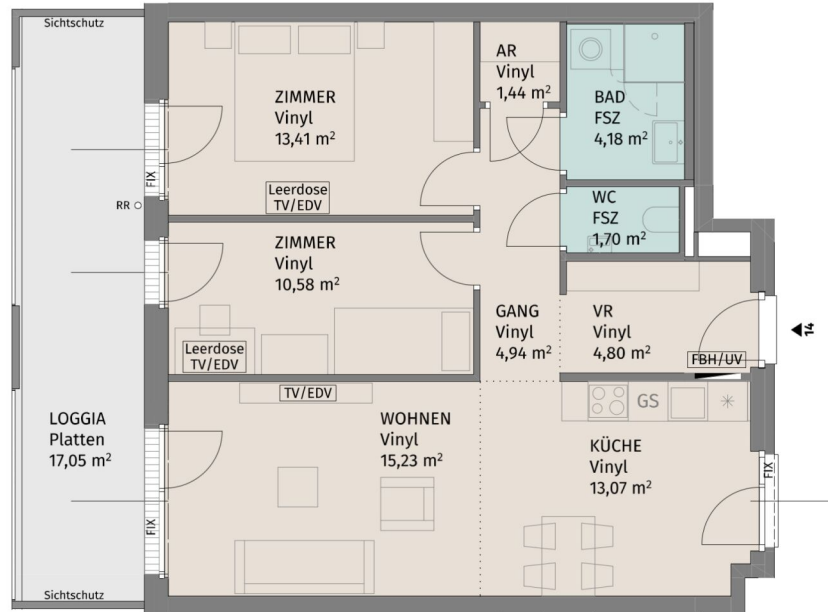 Sichtschutz
ZIMMER
Vinyl
13,41 m²
Leerdose
TV/EDV
AR
Vinyl
1,44 m²
BAD
FSZ
4,18 m²
FIX
RR
WC
FSZ
1,70 m²
ZIMMER
Vinyl
10,58 m²
Leerdose
TV/EDV
GANG
Vinyl
4,94 m²
VR
Vinyl
4,80 m²
FBH/UV
14
TV/EDV
LOGGIA
Platten
17,05 m²
WOHNEN
Vinyl
15,23 m²
GS
KÜCHE
Vinyl
13,07 m²
FIX
FIX
Sichtschutz